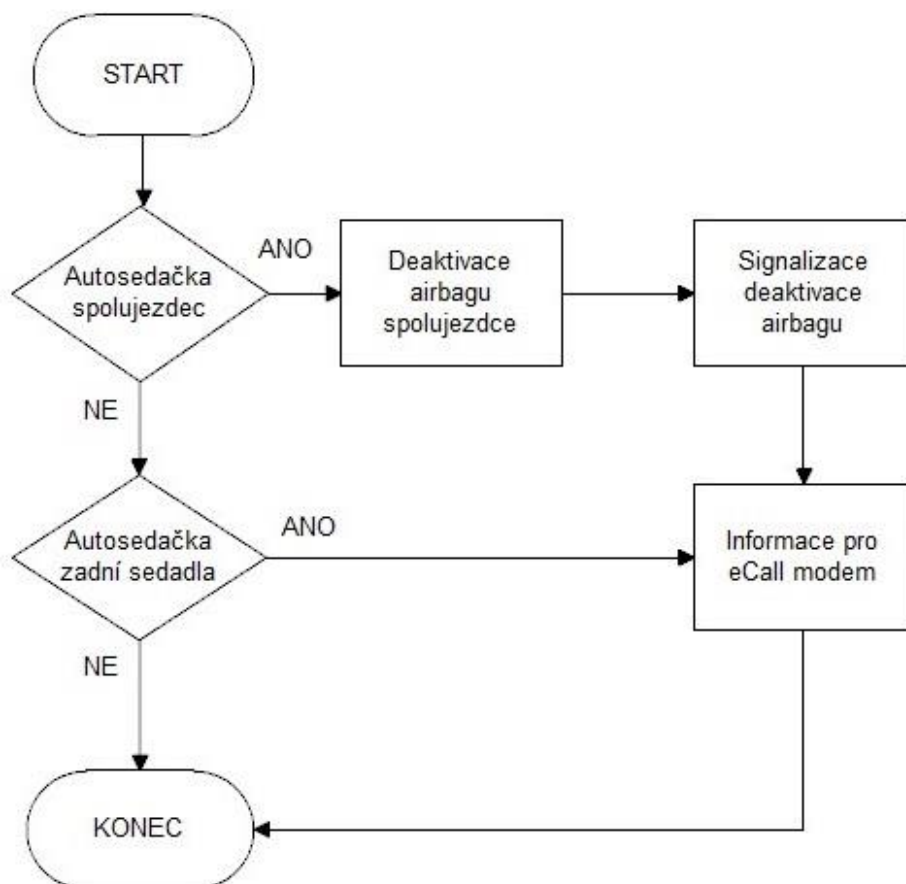 START
Autosedačka
spolujezdec
ANO
Deaktivace
airbagu
spolujezdce
Signalizace
deaktivace
airbagu
NE
Autosedačka
zadní sedadla
ANO
Informace pro
eCall modem
NE
KONEC